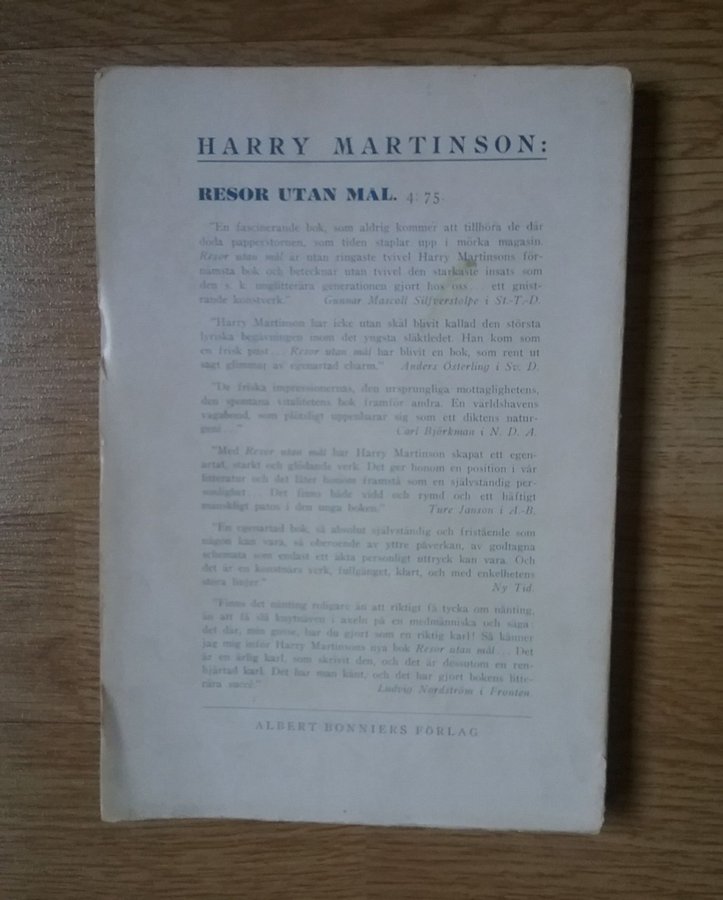 HARRY MARTINSON:
RESOR UTAN MÅL. 4: 75.
"En fascinerande bok, som aldrig kommer att tillhöra de där
döda papperstornen, som tiden staplar upp i mörka magasin.
Resor utan mål är utan ringaste tvivel Harry Martinsons för-
nämsta bok och betecknar utan tvivel den starkaste insats som
den s. k. unglitterära generationen gjort hos oss... ett gnist-
rande konstverk." Gunnar Mascoll Silfverstolpe i St.-T.-D.
"Harry Martinson har icke utan skäl blivit kallad den största
lyriska begåvningen inom det yngsta släktledet. Han kom som
en frisk pust... Resor utan mål har blivit en bok, som rent ut
sagt glimmar av egenartad charm." Anders Österling i Sv. D.
"De friska impressionernas, den ursprungliga mottaglighetens,
den spontana vitalitetens bok framför andra. En världshavens
vagabond, som plötsligt uppenbarar sig som ett diktens natur-
geni..." Carl Björkman i N. D. A.
"Med Resor utan mål har Harry Martinson skapat ett egen-
artat, starkt och glödande verk. Det ger honom en position i vår
litteratur och det låter honom framstå som en självständig per-
sonlighet... Det finns både vidd och rymd och ett häftigt
mänskligt patos i den unga boken." Ture Janson i A.-B.
"En egenartad bok, så absolut självständig och fristående som
någon kan vara, så oberoende av yttre påverkan, av godtagna
schemata som endast ett äkta personligt uttryck kan vara. Och
det är en konstnärs verk, fullgånget, klart, och med enkelhetens
stora linjer." Ny Tid.
"Finns det nånting roligare än att riktigt få tycka om nånting,
än att få slå knytnäven i axeln på en medmänniska och säga:
det där, min gosse, har du gjort som en riktig karl! Så känner
jag mig inför Harry Martinsons nya bok Resor utan mål... Det
är en ärlig karl, som skrivit den, och det är dessutom en ren-
hjärtad karl. Det har man känt, och det har gjort bokens litte-
rära succé." Ludvig Nordström i Fronten.
ALBERT BONNIERS FÖRLAG